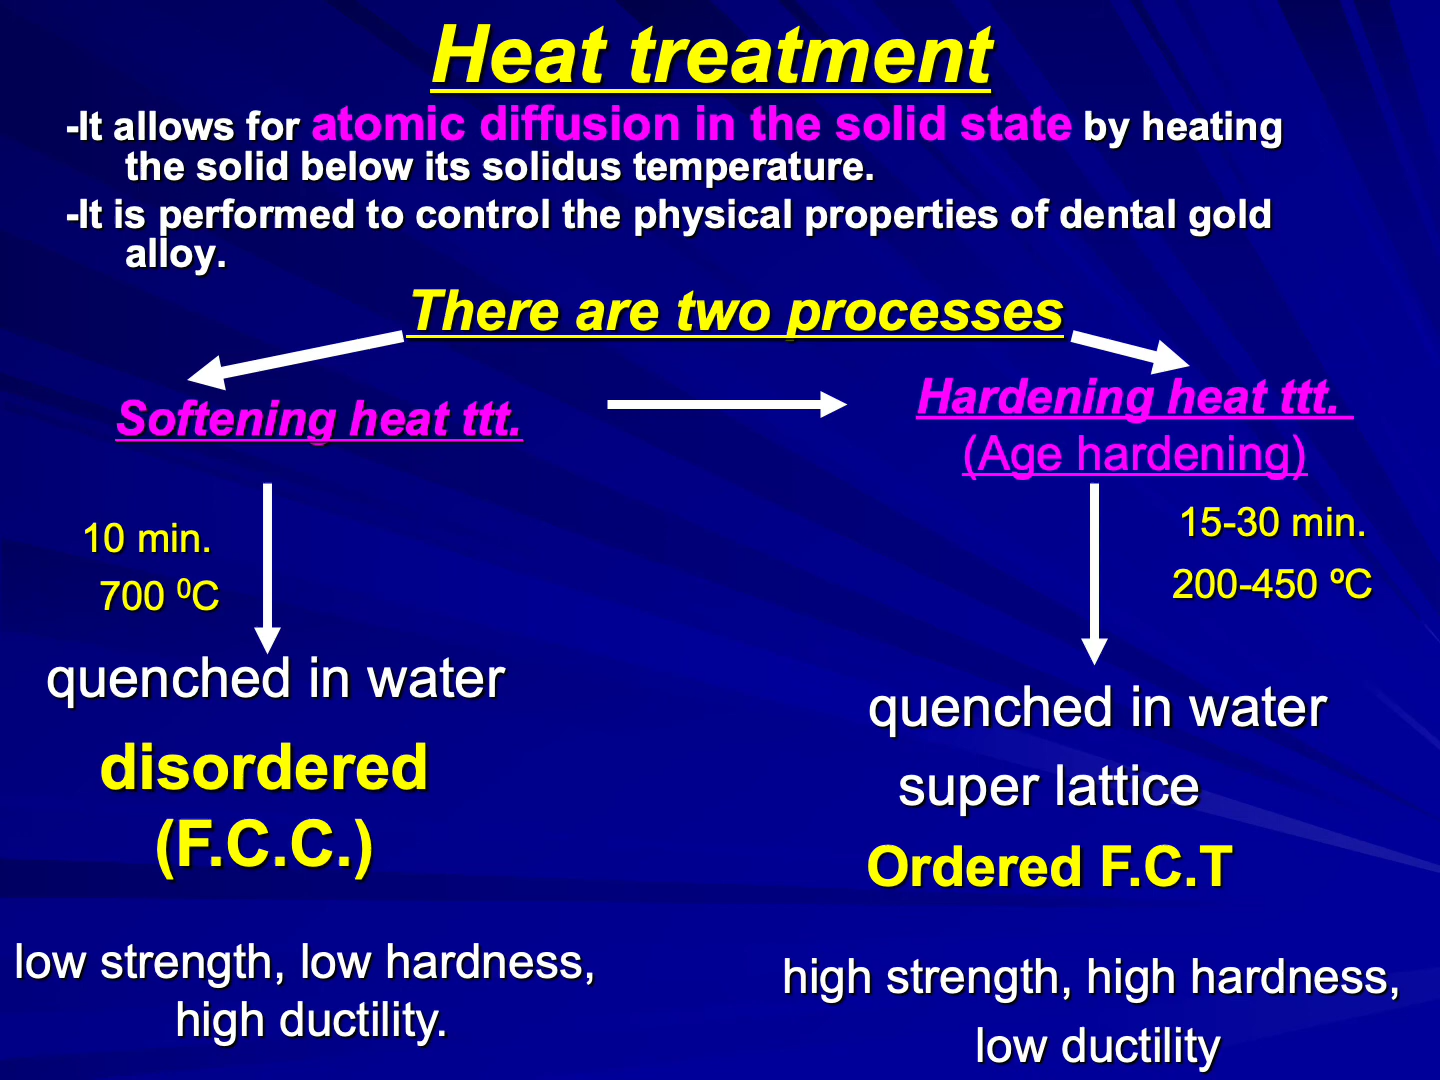 Heat treatment
-It allows for atomic diffusion in the solid state by heating
the solid below its solidus temperature.
-It is performed to control the physical properties of dental gold
alloy.
There are two processes
Softening heat ttt.
Hardening heat ttt.
(Age hardening)
10 min.
700 ⁰C
15-30 min.
200-450 ºC
quenched in water
disordered
(F.C.C.)
low strength, low hardness,
high ductility.
quenched in water
super lattice
Ordered F.C.T
high strength, high hardness,
low ductility